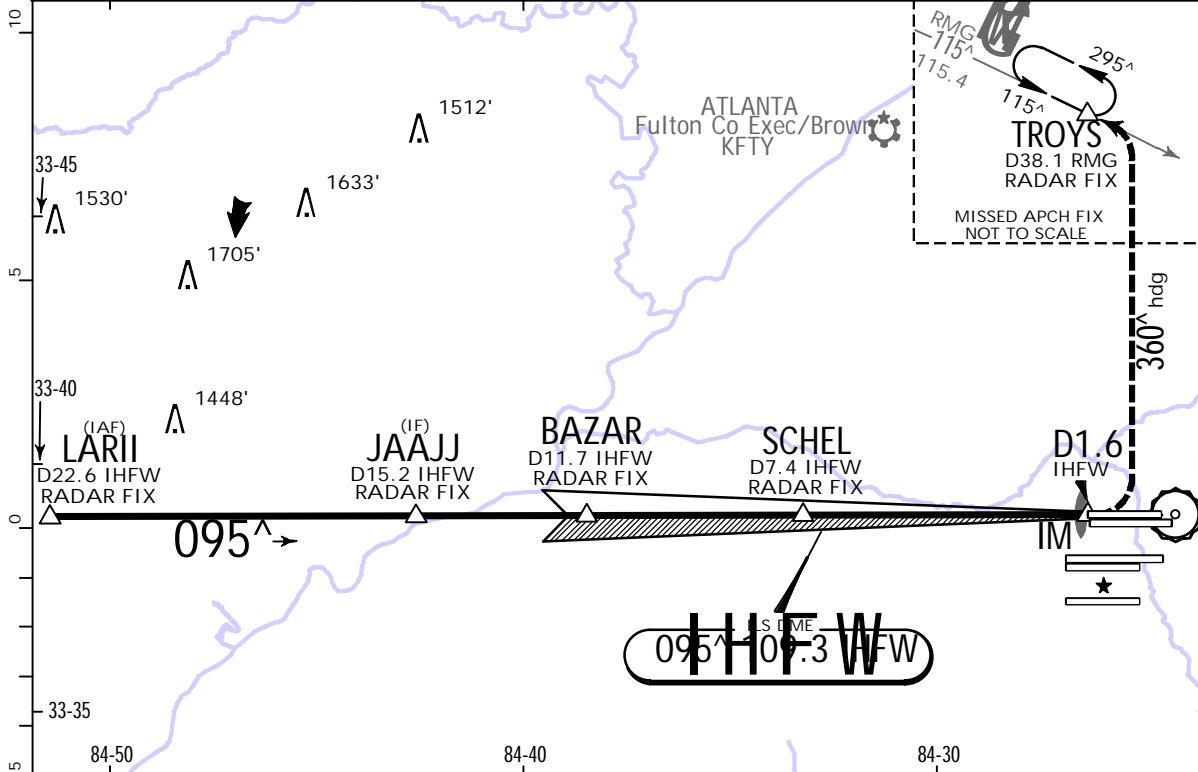 10
RMG
115^
115.4
295^
115^
TROYS
D38.1 RMG
RADAR FIX
MISSED APCH FIX
NOT TO SCALE
ATLANTA
Fulton Co Exec/Brown
KFTY
1512'
33-45
1530'
1633'
1705'
5
360^ hdg
33-40
1448'
(IAF)
LARII
D22.6 IHFW
RADAR FIX
(IF)
JAAJJ
D15.2 IHFW
RADAR FIX
BAZAR
D11.7 IHFW
RADAR FIX
SCHEL
D7.4 IHFW
RADAR FIX
D1.6
IHFW
0
095^
IM
ILS DME
095^ 109.3 IHFW
IHFW
33-35
84-50
84-40
84-30
5